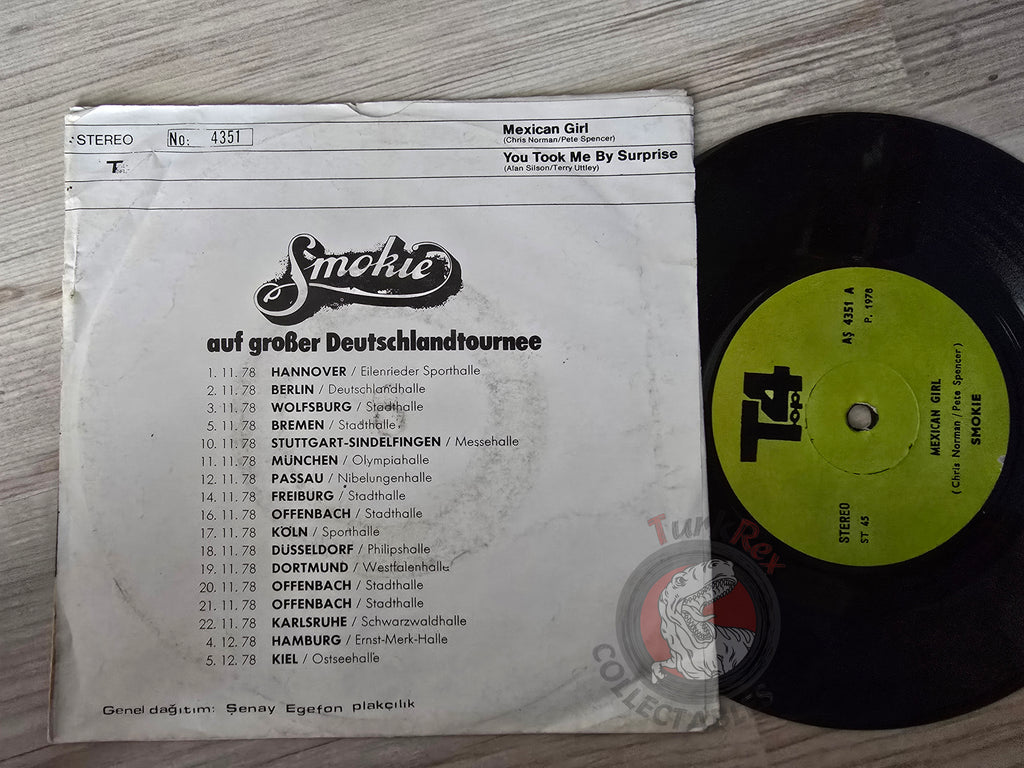 STEREO No: 4351
Mexican Girl
(Chris Norman/Pete Spencer)
You Took Me By Surprise
(Alan Silson/Terry Uttley)
Smokie
auf großer Deutschlandtournee
1. 11. 78 HANNOVER / Eilenrieder Sporthalle
2. 11. 78 BERLIN / Deutschlandhalle
3. 11. 78 WOLFSBURG / Stadthalle
5. 11. 78 BREMEN / Stadthalle
10. 11. 78 STUTTGART-SINDELFINGEN / Messehalle
11. 11. 78 MÜNCHEN / Olympiahalle
12. 11. 78 PASSAU / Nibelungenhalle
14. 11. 78 FREIBURG / Stadthalle
16. 11. 78 OFFENBACH / Stadthalle
17. 11. 78 KÖLN / Sporthalle
18. 11. 78 DÜSSELDORF / Philipshalle
19. 11. 78 DORTMUND / Westfalenhalle
20. 11. 78 OFFENBACH / Stadthalle
21. 11. 78 OFFENBACH / Stadthalle
22. 11. 78 KARLSRUHE / Schwarzwaldhalle
4. 12. 78 HAMBURG / Ernst-Merk-Halle
5. 12. 78 KIEL / Ostseehalle
Genel dağıtım: Şenay Egefon plakçılık
T4
op
AŞ 4351 A
P. 1978
MEXICAN GIRL
(Chris Norman/Pete Spencer)
SMOKIE
STEREO
ST 45
TurkRex
COLLECTABLES